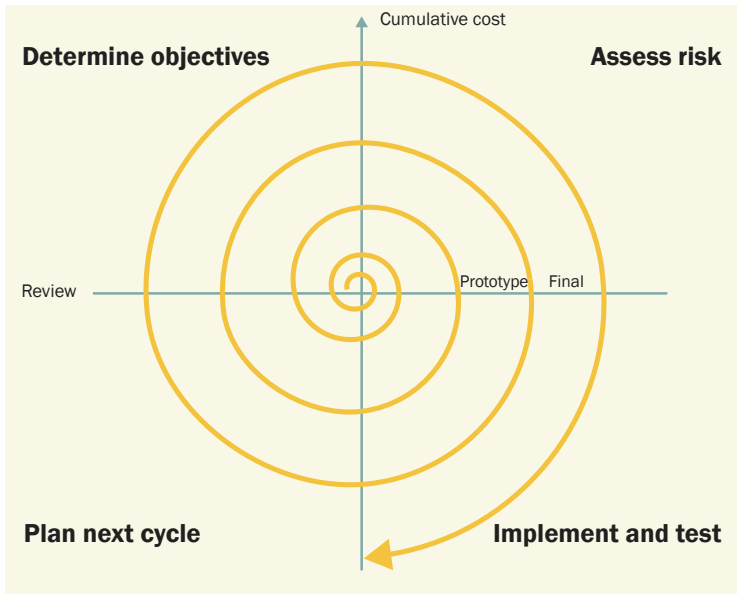 Cumulative cost
Determine objectives
Assess risk
Review
Prototype
Final
Plan next cycle
Implement and test